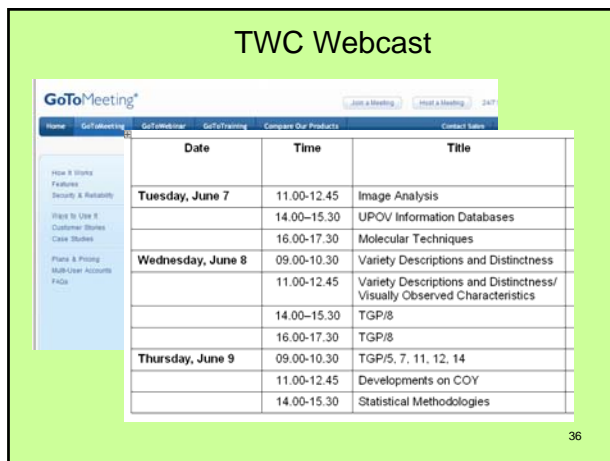 TWC Webcast
GoToMeeting
Join a Meeting Host a Meeting 24/7
Home GoToMeeting GoToWebinar GoToTraining Compare Our Products Contact Sales
How It Works
Features
Security & Reliability
Ways to Use It
Customer Stories
Case Studies
Plans & Pricing
Multi-User Accounts
FAQs
Date Time Title
Tuesday, June 7 11.00-12.45 Image Analysis
14.00–15.30 UPOV Information Databases
16.00-17.30 Molecular Techniques
Wednesday, June 8 09.00-10.30 Variety Descriptions and Distinctness
11.00-12.45 Variety Descriptions and Distinctness/
Visually Observed Characteristics
14.00–15.30 TGP/8
16.00-17.30 TGP/8
Thursday, June 9 09.00-10.30 TGP/5, 7, 11, 12, 14
11.00-12.45 Developments on COY
14.00-15.30 Statistical Methodologies
36